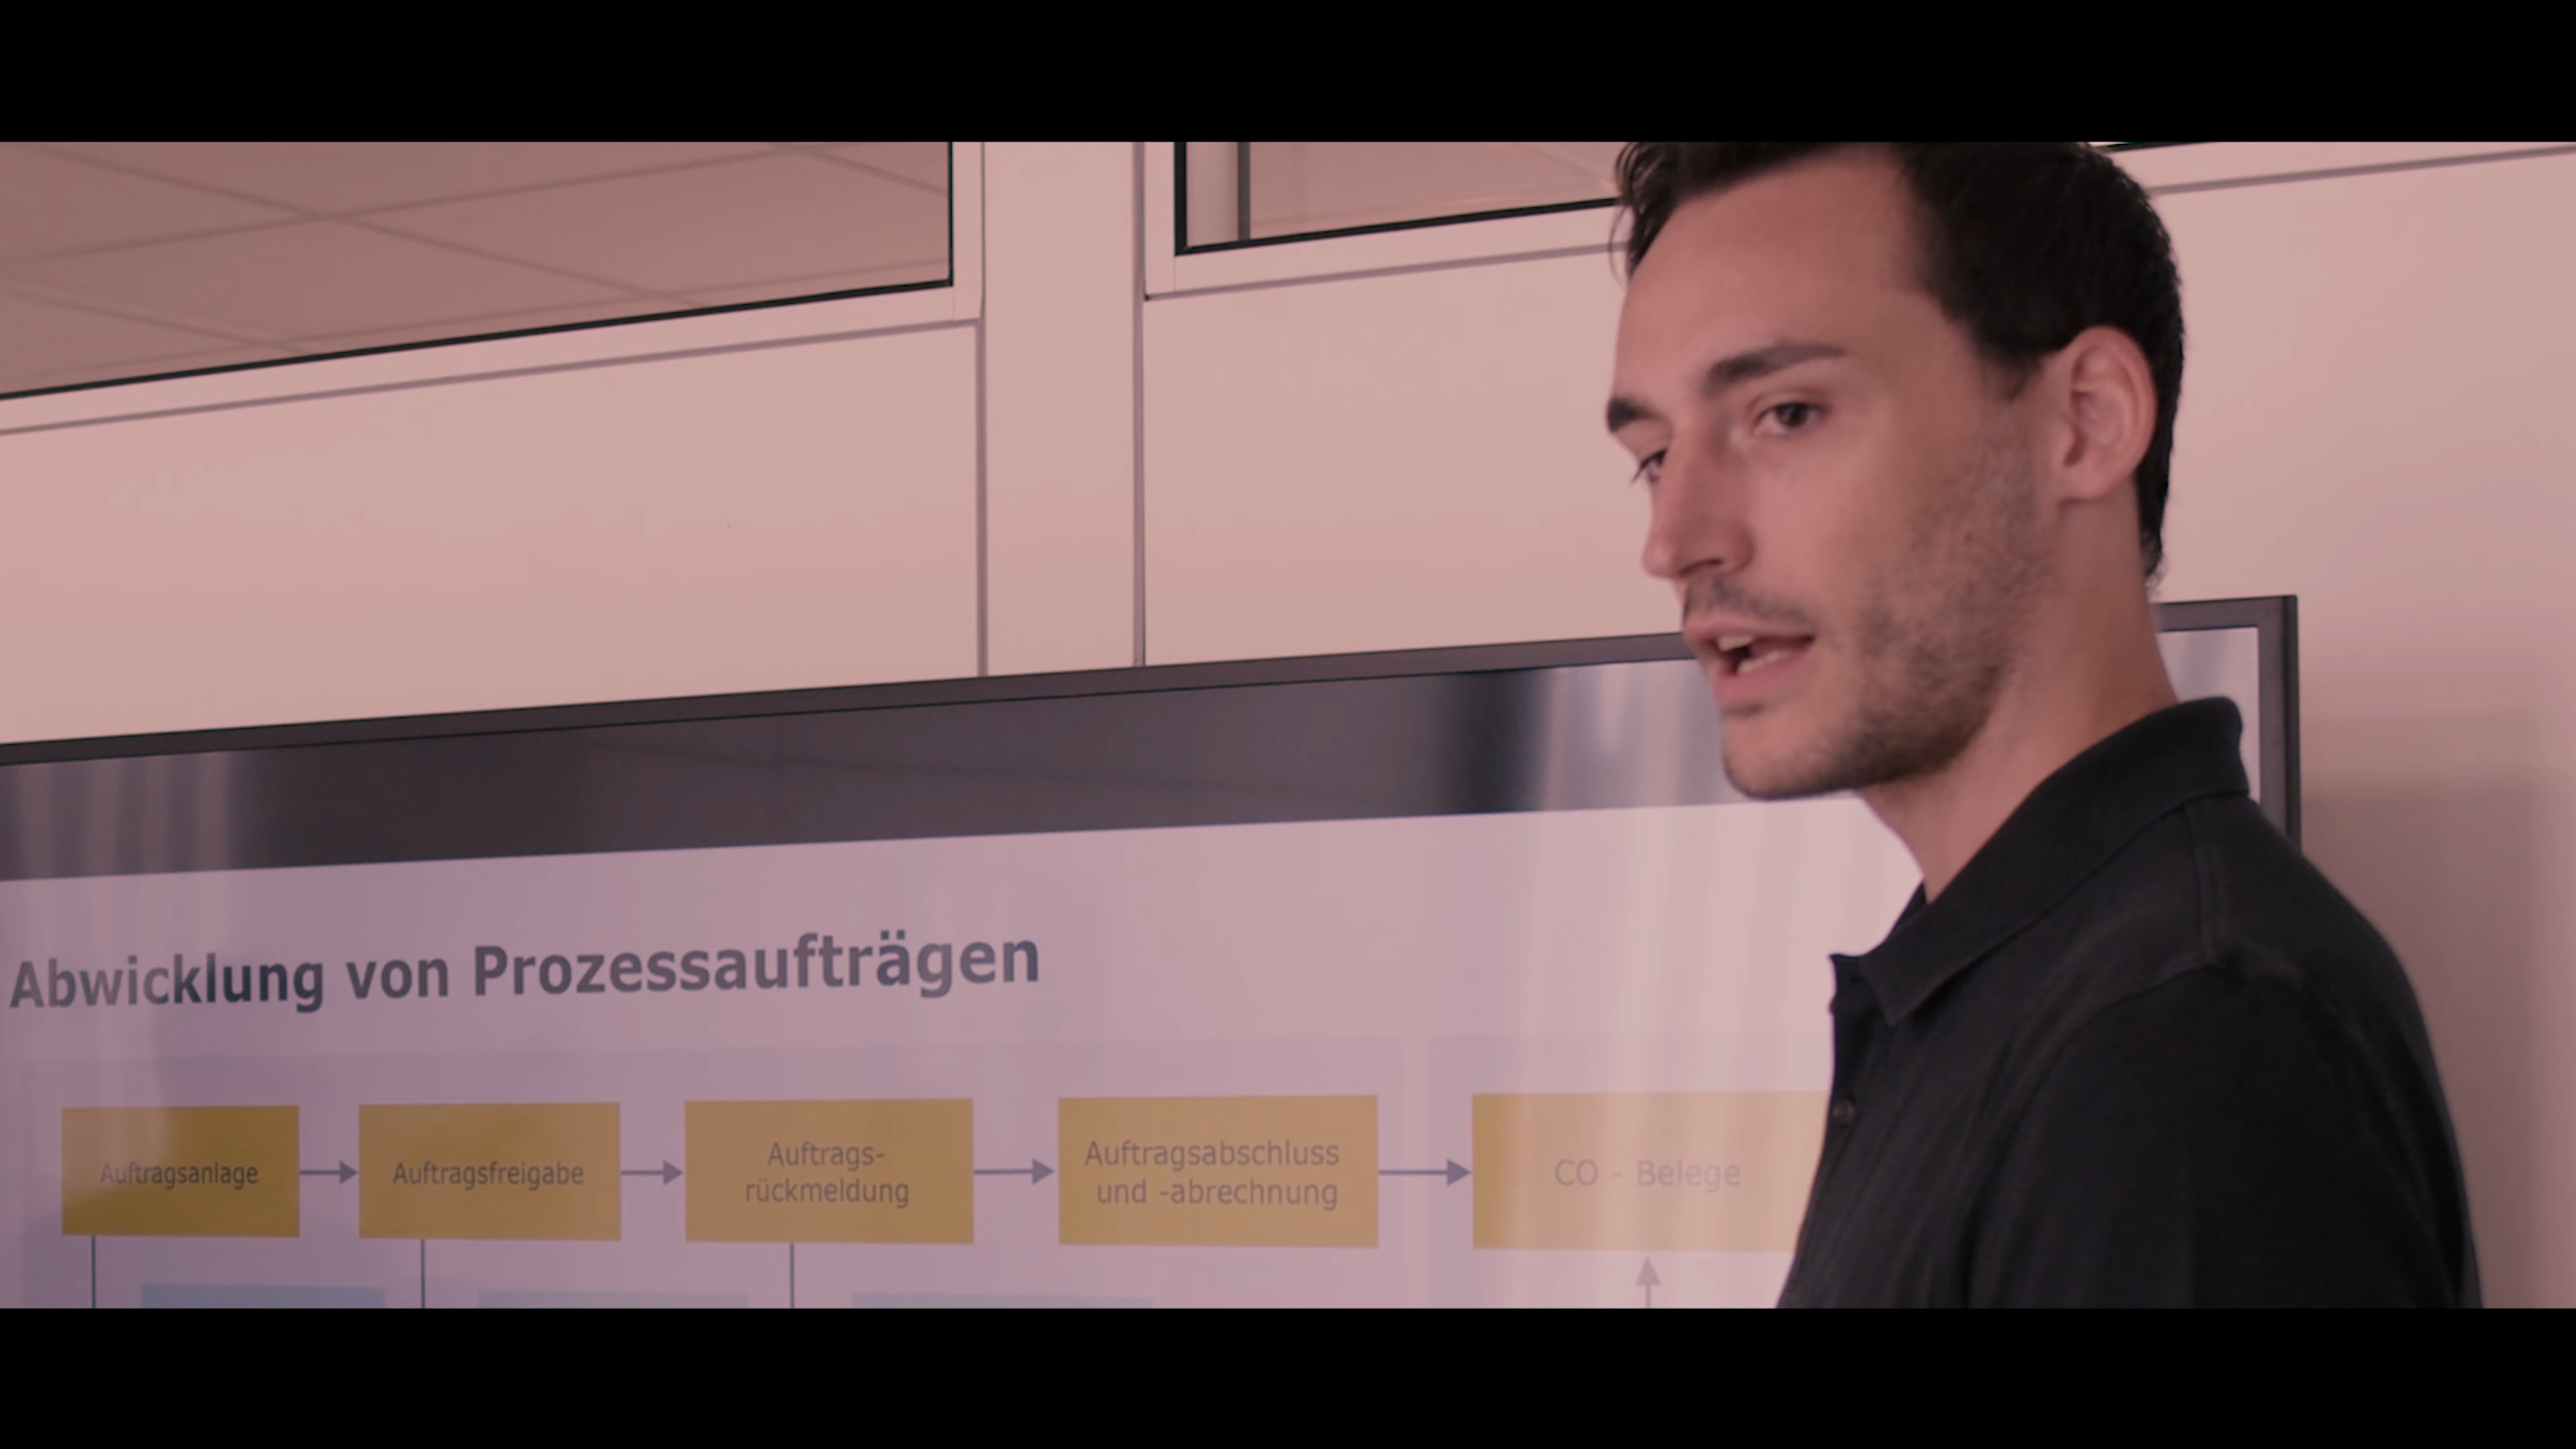 Abwicklung von Prozessaufträgen
Auftragsanlage
Auftragsfreigabe
Auftrags-
rückmeldung
Auftragsabschluss
und -abrechnung
CO - Belege